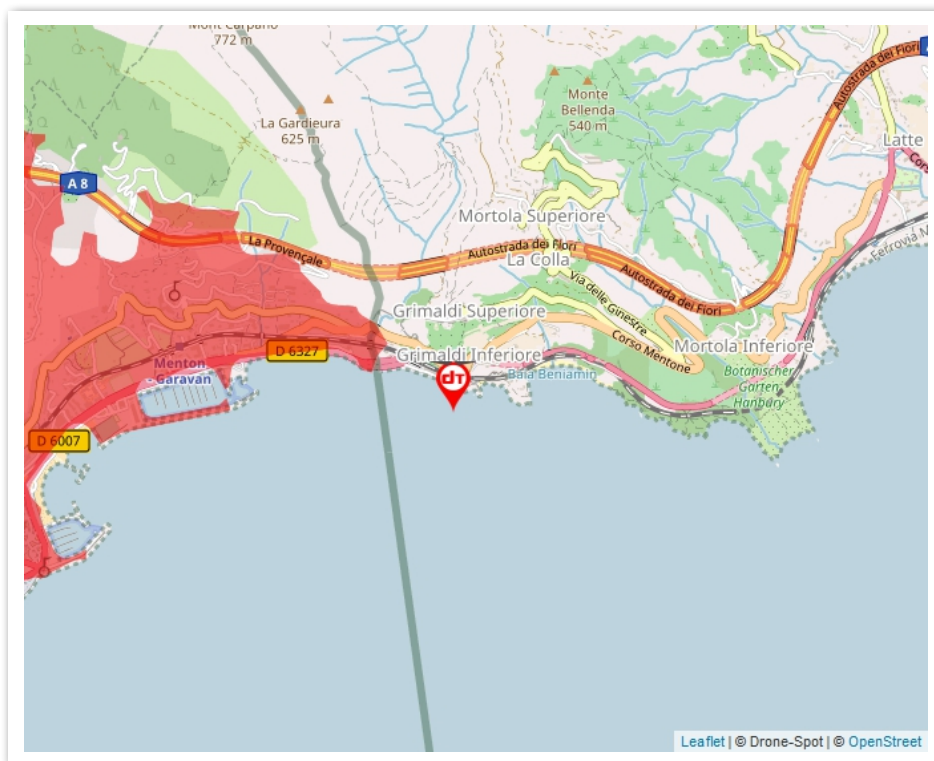 Mont Carpano
772 m
La Gardieura
625 m
Monte
Bellenda
540 m
Autostrada dei Fiori
Latte
A 8
Mortola Superiore
La Provençale
Autostrada dei Fiori
La Colla
Autostrada dei Fiori
Via delle Ginestre
Ferrovia M
Grimaldi Superiore
Corso Mentone
Mortola Inferiore
D 6327
Grimaldi Inferiore
Menton
- Garavan
dT
Baia Beniamin
Botanischer
Garten
Hanbury
D 6007
Leaflet | © Drone-Spot | © OpenStreet